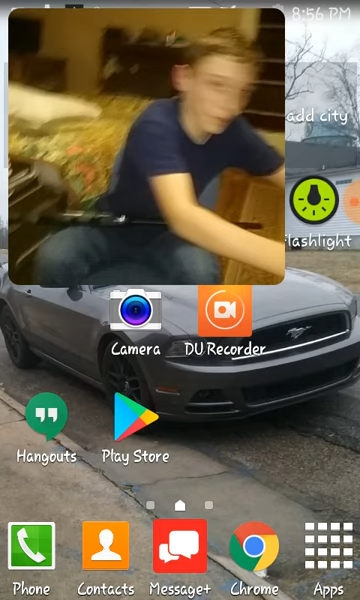 8:56 PM
add city
Flashlight
Camera
DU Recorder
Hangouts
Play Store
Phone
Contacts
Message+
Chrome
Apps